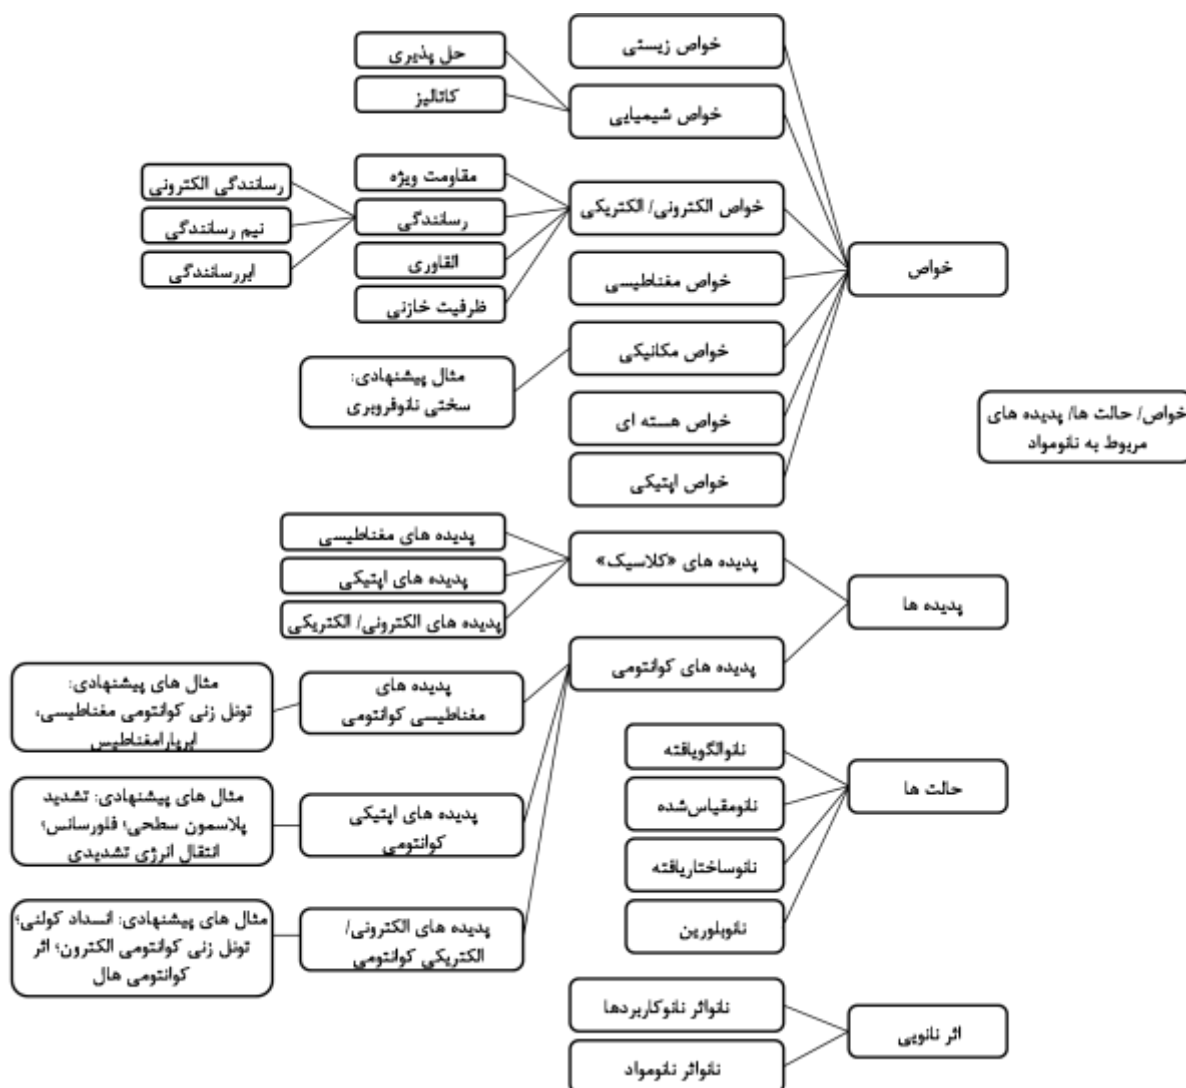 خواص/ حالت ها/ پدیده های
مربوط به نانومواد
خواص
خواص زیستی
خواص شیمیایی
حل پذیری
کاتالیز
خواص الکترونی/ الکتریکی
مقاومت ویژه
رسانندگی
رسانندگی الکترونی
نیم رسانندگی
ابررسانندگی
القاوری
ظرفیت خازنی
خواص مغناطیسی
خواص مکانیکی
مثال پیشنهادی:
سختی نانوفروبری
خواص هسته ای
خواص اپتیکی
پدیده ها
پدیده های «کلاسیک»
پدیده های مغناطیسی
پدیده های اپتیکی
پدیده های الکترونی/ الکتریکی
پدیده های کوانتومی
پدیده های
مغناطیسی کوانتومی
مثال های پیشنهادی:
تونل زنی کوانتومی مغناطیسی،
ابرپارامغناطیس
پدیده های اپتیکی
کوانتومی
مثال های پیشنهادی: تشدید
پلاسمون سطحی؛ فلورسانس؛
انتقال انرژی تشدیدی
پدیده های الکترونی/
الکتریکی کوانتومی
مثال های پیشنهادی: انسداد کولنی؛
تونل زنی کوانتومی الکترون؛ اثر
کوانتومی هال
حالت ها
نانوالگویافته
نانومقیاس‌شده
نانوساختاریافته
نانوبلورین
اثر نانویی
نانواثر نانوکاربردها
نانواثر نانومواد